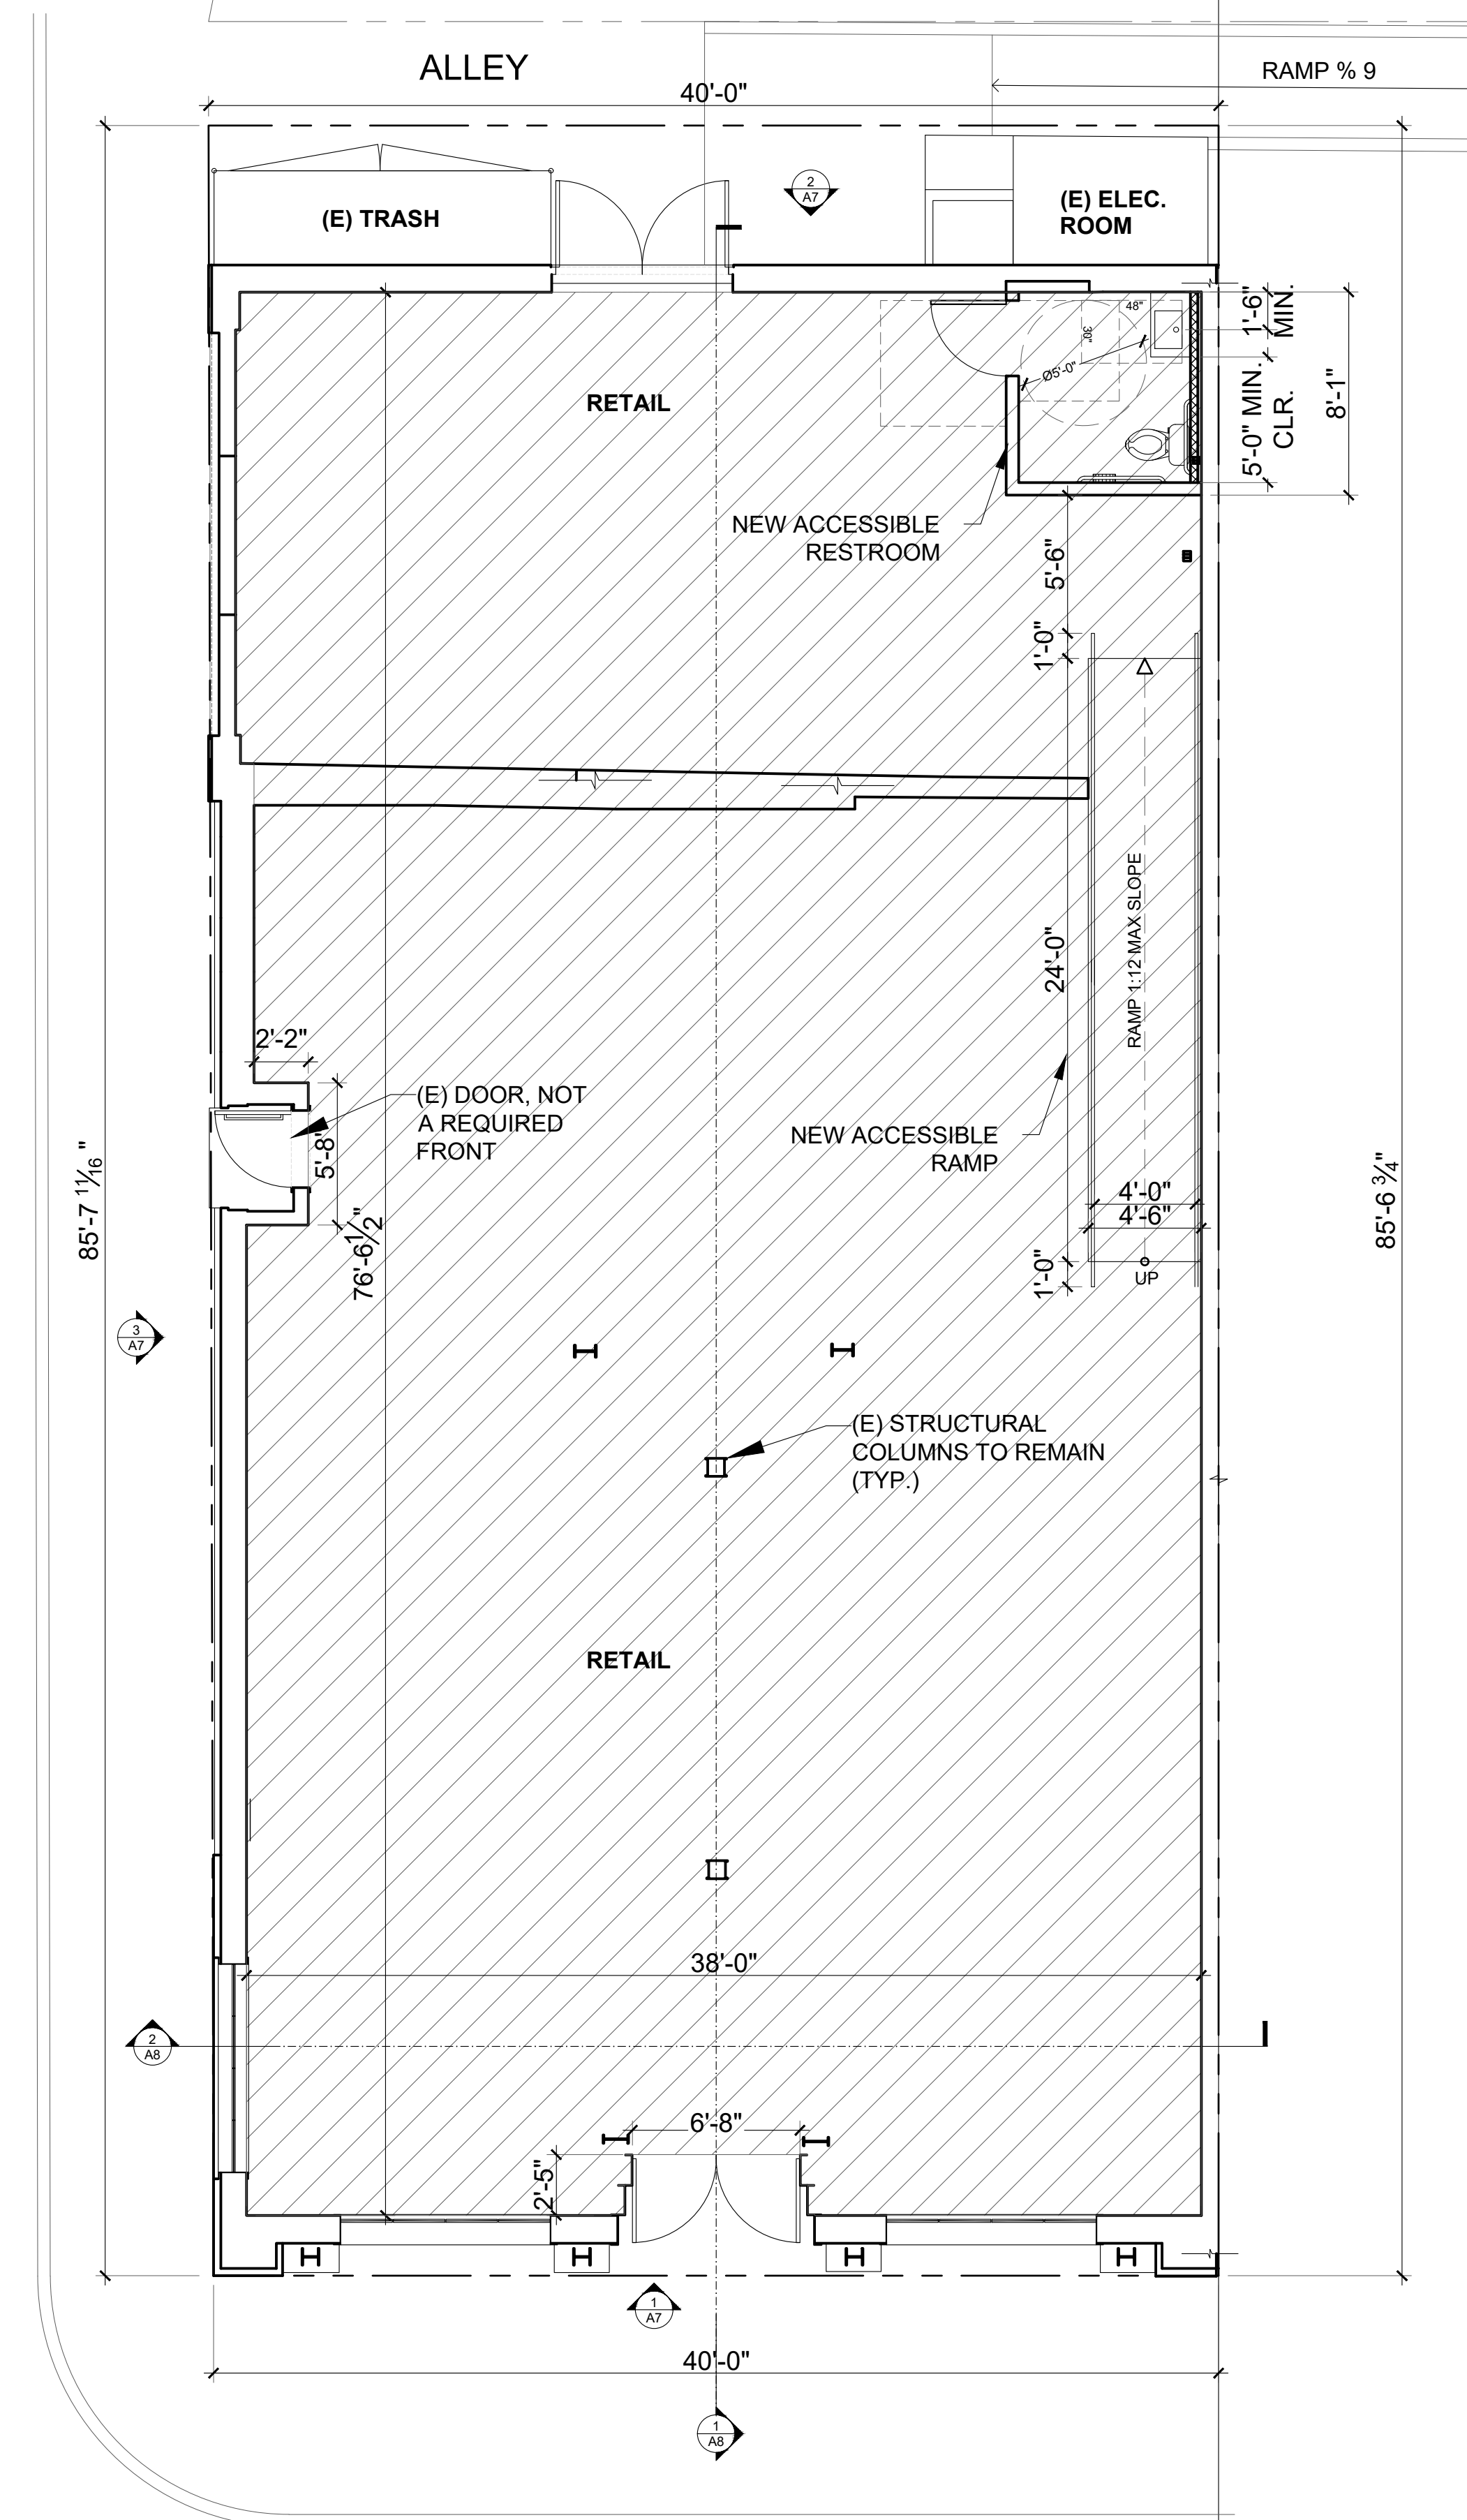 ALLEY
RAMP % 9
40'-0"
2
A7
(E) TRASH
(E) ELEC.
ROOM
48"
30"
Ø5'-0"
1'-6"
MIN.
5'-0" MIN.
CLR.
8'-1"
RETAIL
NEW ACCESSIBLE
RESTROOM
5'-6"
1'-0"
RAMP 1:12 MAX SLOPE
24'-0"
2'-2"
(E) DOOR, NOT
A REQUIRED
FRONT
5'-8"
NEW ACCESSIBLE
RAMP
85'-7 11/16 "
85'-6 3/4"
4'-0"
4'-6"
76'-6 1/2"
1'-0"
UP
3
A7
(E) STRUCTURAL
COLUMNS TO REMAIN
(TYP.)
RETAIL
38'-0"
2
A8
6'-8"
2'-5"
1
A7
40'-0"
1
A8